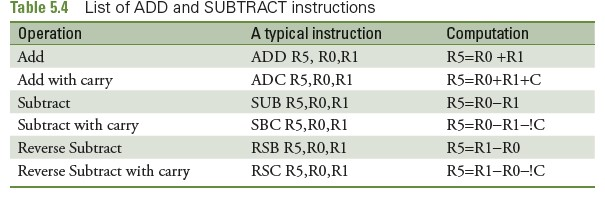 Table 5.4 List of ADD and SUBTRACT instructions
Operation A typical instruction Computation
Add ADD R5, R0,R1 R5=R0 +R1
Add with carry ADC R5,R0,R1 R5=R0+R1+C
Subtract SUB R5,R0,R1 R5=R0–R1
Subtract with carry SBC R5,R0,R1 R5=R0–R1–!C
Reverse Subtract RSB R5,R0,R1 R5=R1–R0
Reverse Subtract with carry RSC R5,R0,R1 R5=R1–R0–!C